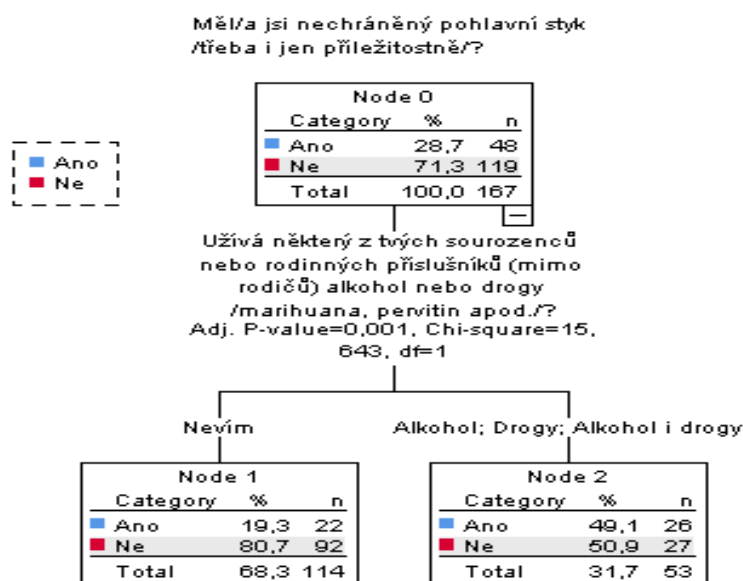 Měl/a jsi nechráněný pohlavní styk
/třeba i jen příležitostně/?
Node 0
Category % n
Ano 28,7 48
Ne 71,3 119
Total 100,0 167
Ano
Ne
Užívá některý z tvých sourozenců
nebo rodinných příslušníků (mimo
rodičů) alkohol nebo drogy
/marihuana, pervitin apod./?
Adj. P-value=0,001, Chi-square=15,
643, df=1
Nevím
Alkohol; Drogy; Alkohol i drogy
Node 1
Category % n
Ano 19,3 22
Ne 80,7 92
Total 68,3 114
Node 2
Category % n
Ano 49,1 26
Ne 50,9 27
Total 31,7 53